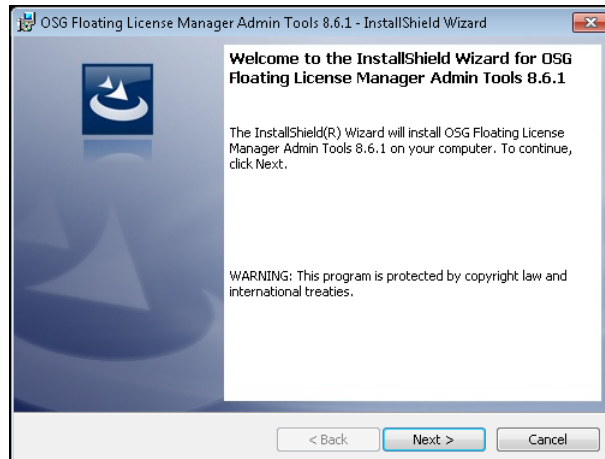 OSG Floating License Manager Admin Tools 8.6.1 - InstallShield Wizard
Welcome to the InstallShield Wizard for OSG
Floating License Manager Admin Tools 8.6.1
The InstallShield(R) Wizard will install OSG Floating License
Manager Admin Tools 8.6.1 on your computer. To continue,
click Next.
WARNING: This program is protected by copyright law and
international treaties.
< Back Next > Cancel